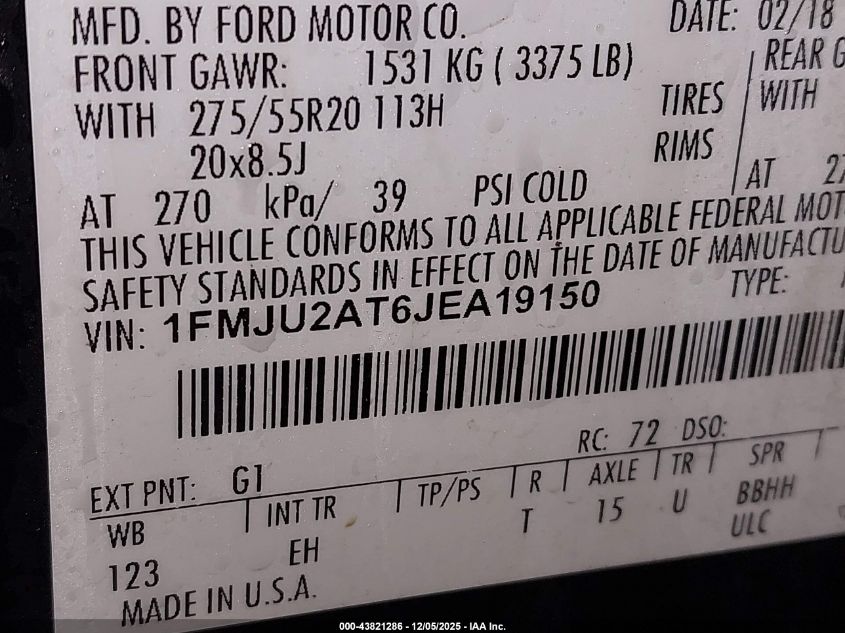 MFD. BY FORD MOTOR CO. DATE: 02/18
FRONT GAWR: 1531 KG ( 3375 LB) REAR G
WITH 275/55R20 113H TIRES WITH
20x8.5J RIMS
AT 270 kPa/ 39 PSI COLD AT 27
THIS VEHICLE CONFORMS TO ALL APPLICABLE FEDERAL MOT
SAFETY STANDARDS IN EFFECT ON THE DATE OF MANUFACTU
VIN: 1FMJU2AT6JEA19150 TYPE:
RC: 72 DSO:
EXT PNT: G1
WB INT TR TP/PS R AXLE TR SPR
123 EH T 15 U BBHH
ULC
MADE IN U.S.A.
000-43821286 - 12/05/2025 - IAA Inc.